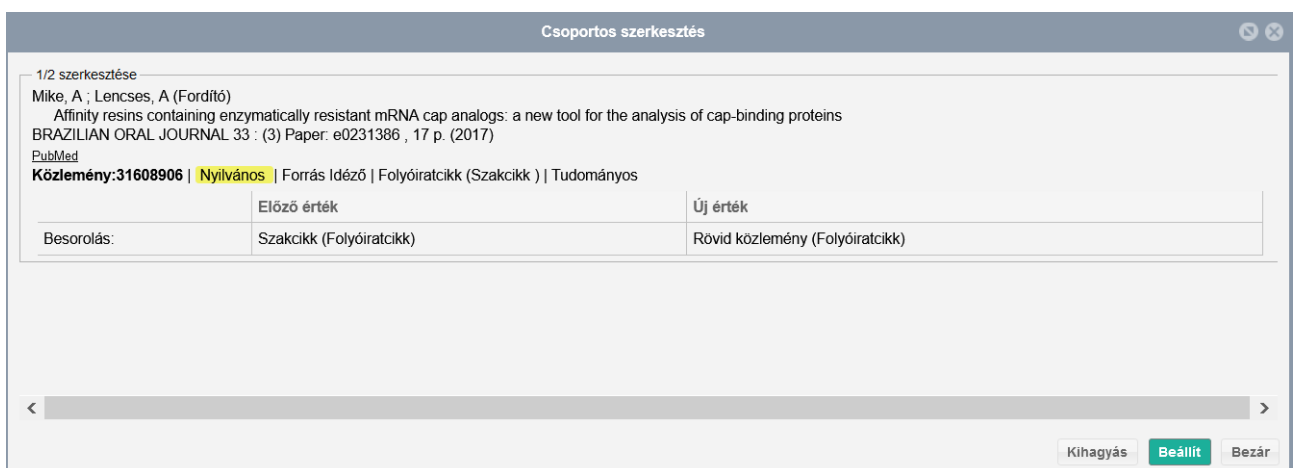 Csoportos szerkesztés
1/2 szerkesztése
Mike, A ; Lencses, A (Fordító)
Affinity resins containing enzymatically resistant mRNA cap analogs: a new tool for the analysis of cap-binding proteins
BRAZILIAN ORAL JOURNAL 33 : (3) Paper: e0231386 , 17 p. (2017)
PubMed
Közlemény:31608906 | Nyilvános | Forrás Idéző | Folyóiratcikk (Szakcikk ) | Tudományos
Előző érték Új érték
Besorolás: Szakcikk (Folyóiratcikk) Rövid közlemény (Folyóiratcikk)
Kihagyás Beállít Bezár